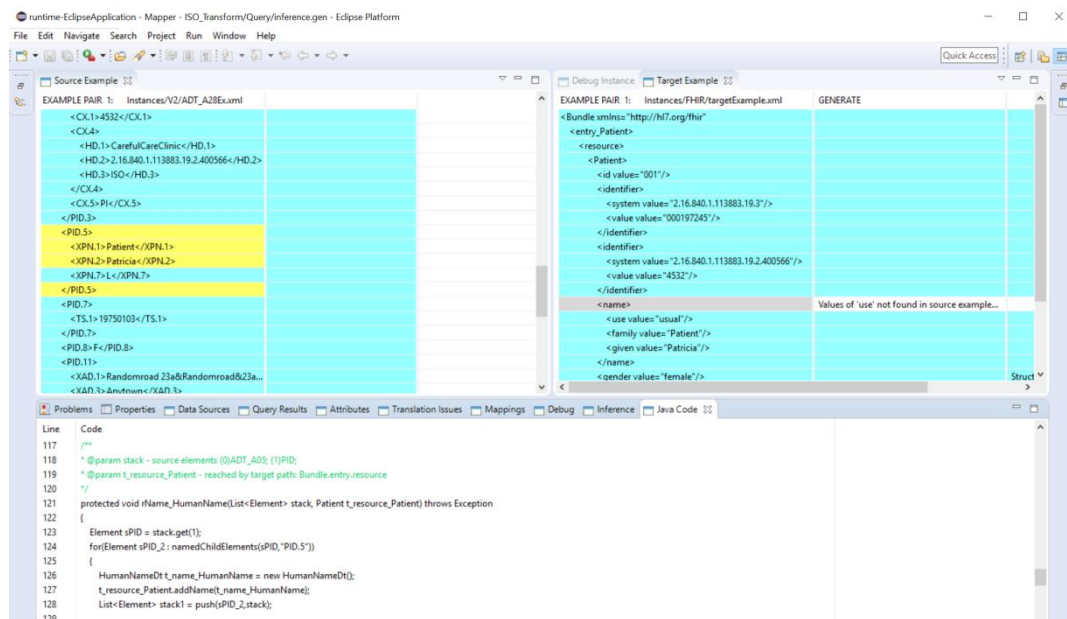 runtime-EclipseApplication - Mapper - ISO_Transform/Query/inference.gen - Eclipse Platform
File Edit Navigate Search Project Run Window Help
Quick Access
Source Example
EXAMPLE PAIR 1: Instances/V2/ADT_A28Ex.xml
<CX.1>4532</CX.1>
<CX.4>
<HD.1>CarefulCareClinic</HD.1>
<HD.2>2.16.840.1.113883.19.2.400566</HD.2>
<HD.3>ISO</HD.3>
</CX.4>
<CX.5>PI</CX.5>
</PID.3>
<PID.5>
<XPN.1>Patient</XPN.1>
<XPN.2>Patricia</XPN.2>
<XPN.7>L</XPN.7>
</PID.5>
<PID.7>
<TS.1>19750103</TS.1>
</PID.7>
<PID.8>F</PID.8>
<PID.11>
<XAD.1>Randomroad 23a&Randomroad&23a...
<XAD.3>Anytown</XAD.3>
Debug Instance Target Example
EXAMPLE PAIR 1: Instances/FHIR/targetExample.xml GENERATE
<Bundle xmlns="http://hl7.org/fhir"
<entry_Patient>
<resource>
<Patient>
<id value="001"/>
<identifier>
<system value="2.16.840.1.113883.19.3"/>
<value value="000197245"/>
</identifier>
<identifier>
<system value="2.16.840.1.113883.19.2.400566"/>
<value value="4532"/>
</identifier>
<name> Values of 'use' not found in source example...
<use value="usual"/>
<family value="Patient"/>
<given value="Patricia"/>
</name>
<gender value="female"/> Struct
Problems Properties Data Sources Query Results Attributes Translation Issues Mappings Debug Inference Java Code
Line Code
117 /**
118 * @param stack - source elements (0)ADT_A05; (1)PID;
119 * @param t_resource_Patient - reached by target path: Bundle.entry.resource
120 */
121 protected void rName_HumanName(List<Element> stack, Patient t_resource_Patient) throws Exception
122 {
123 Element sPID = stack.get(1);
124 for(Element sPID_2 : namedChildElements(sPID,"PID.5"))
125 {
126 HumanNameDt t_name_HumanName = new HumanNameDt();
127 t_resource_Patient.addName(t_name_HumanName);
128 List<Element> stack1 = push(sPID_2,stack);
129